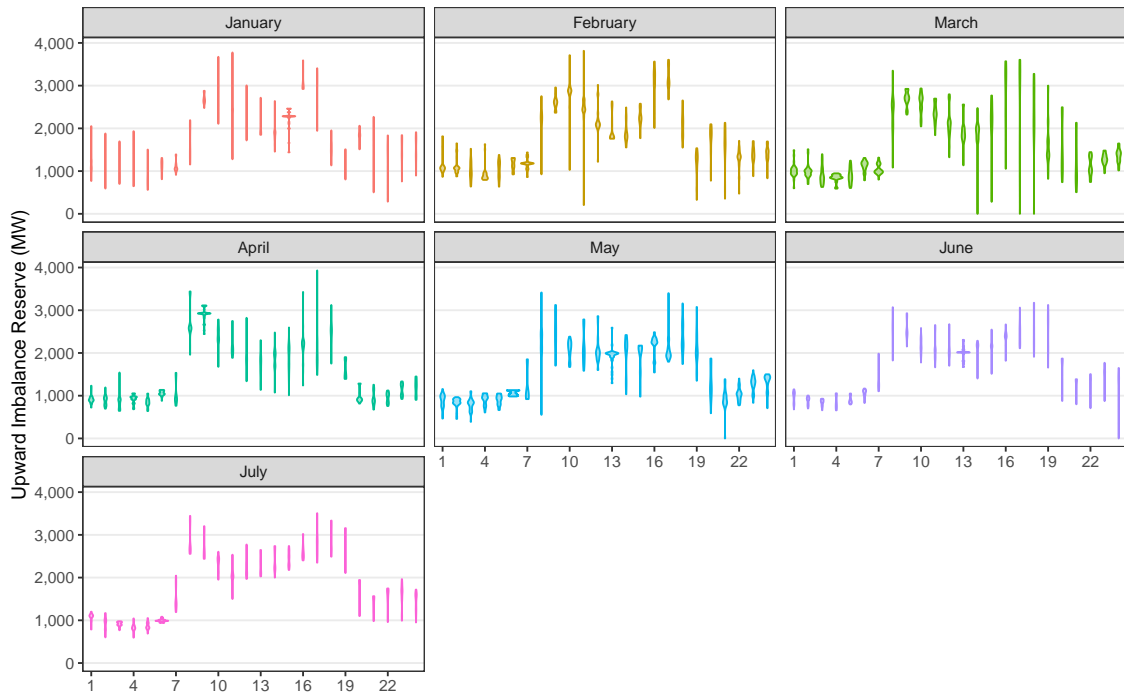 January
February
March
4,000
3,000
2,000
1,000
0
April
May
June
4,000
3,000
2,000
1,000
0
1 4 7 10 13 16 19 22
1 4 7 10 13 16 19 22
July
4,000
3,000
2,000
1,000
0
1 4 7 10 13 16 19 22
Upward Imbalance Reserve (MW)